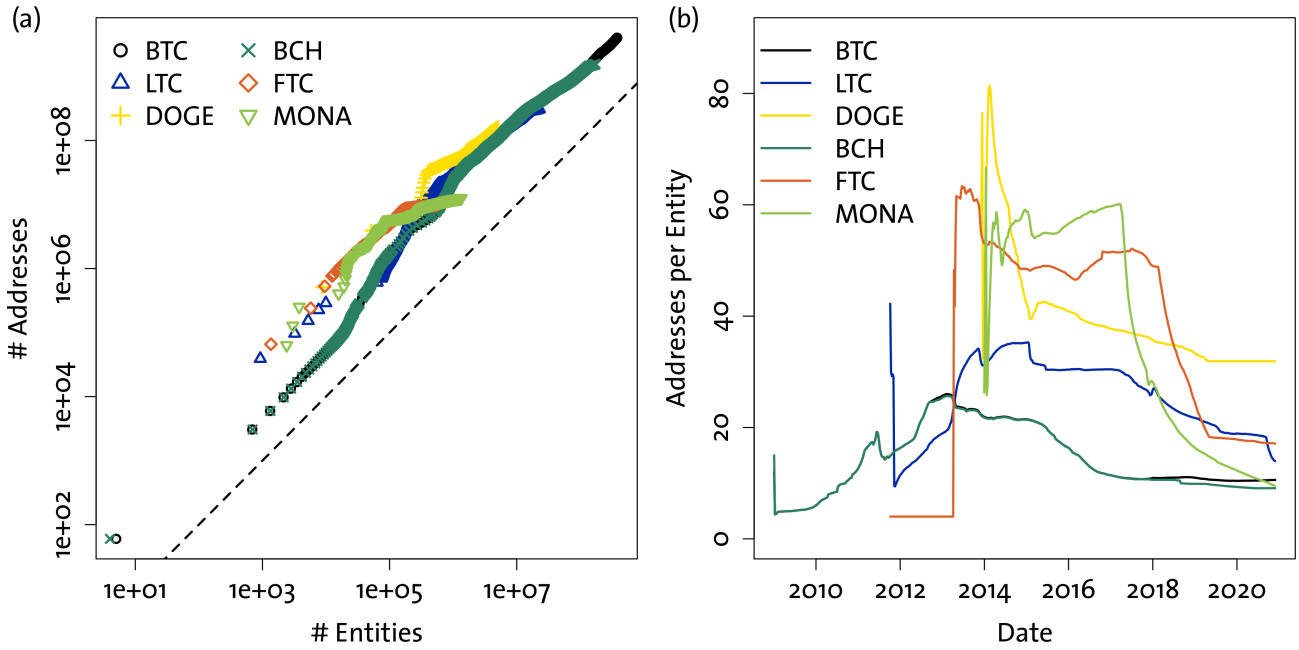 (a)
BTC BCH
LTC FTC
DOGE MONA
# Addresses
1e+08
1e+06
1e+04
1e+02
1e+01 1e+03 1e+05 1e+07
# Entities
(b)
BTC
LTC
DOGE
BCH
FTC
MONA
Addresses per Entity
80
60
40
20
0
2010 2012 2014 2016 2018 2020
Date